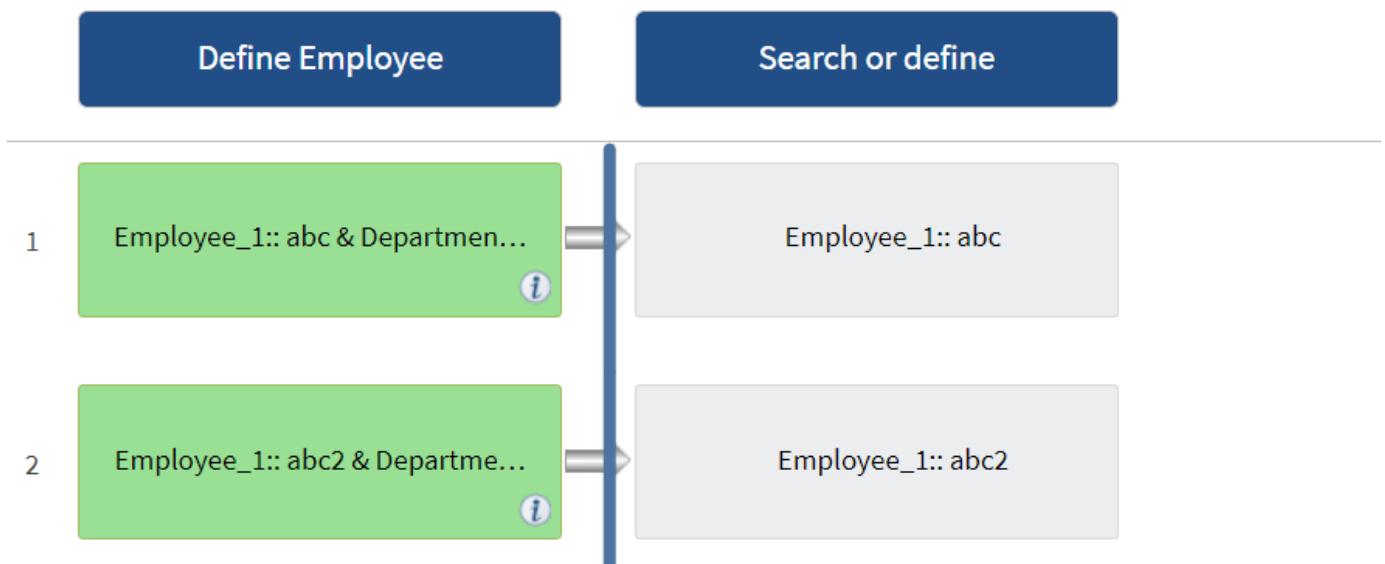 Define Employee
Search or define
1
Employee_1:: abc & Departmen...
i
Employee_1:: abc
2
Employee_1:: abc2 & Departme...
i
Employee_1:: abc2